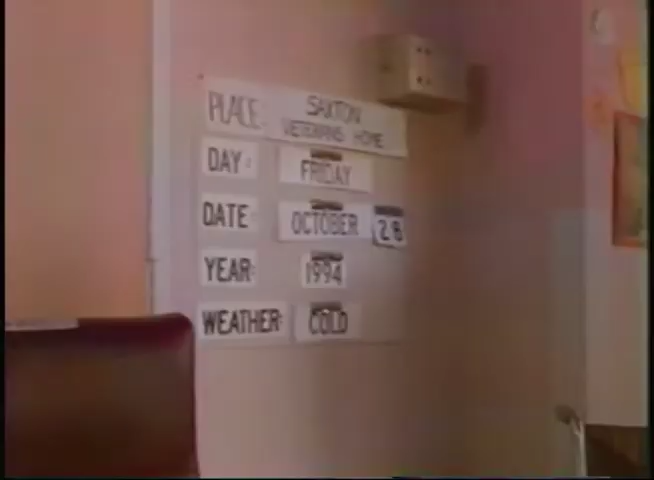 PLACE: SAXTON
VETERANS HOME
DAY: FRIDAY
DATE: OCTOBER 28
YEAR: 1994
WEATHER: COLD